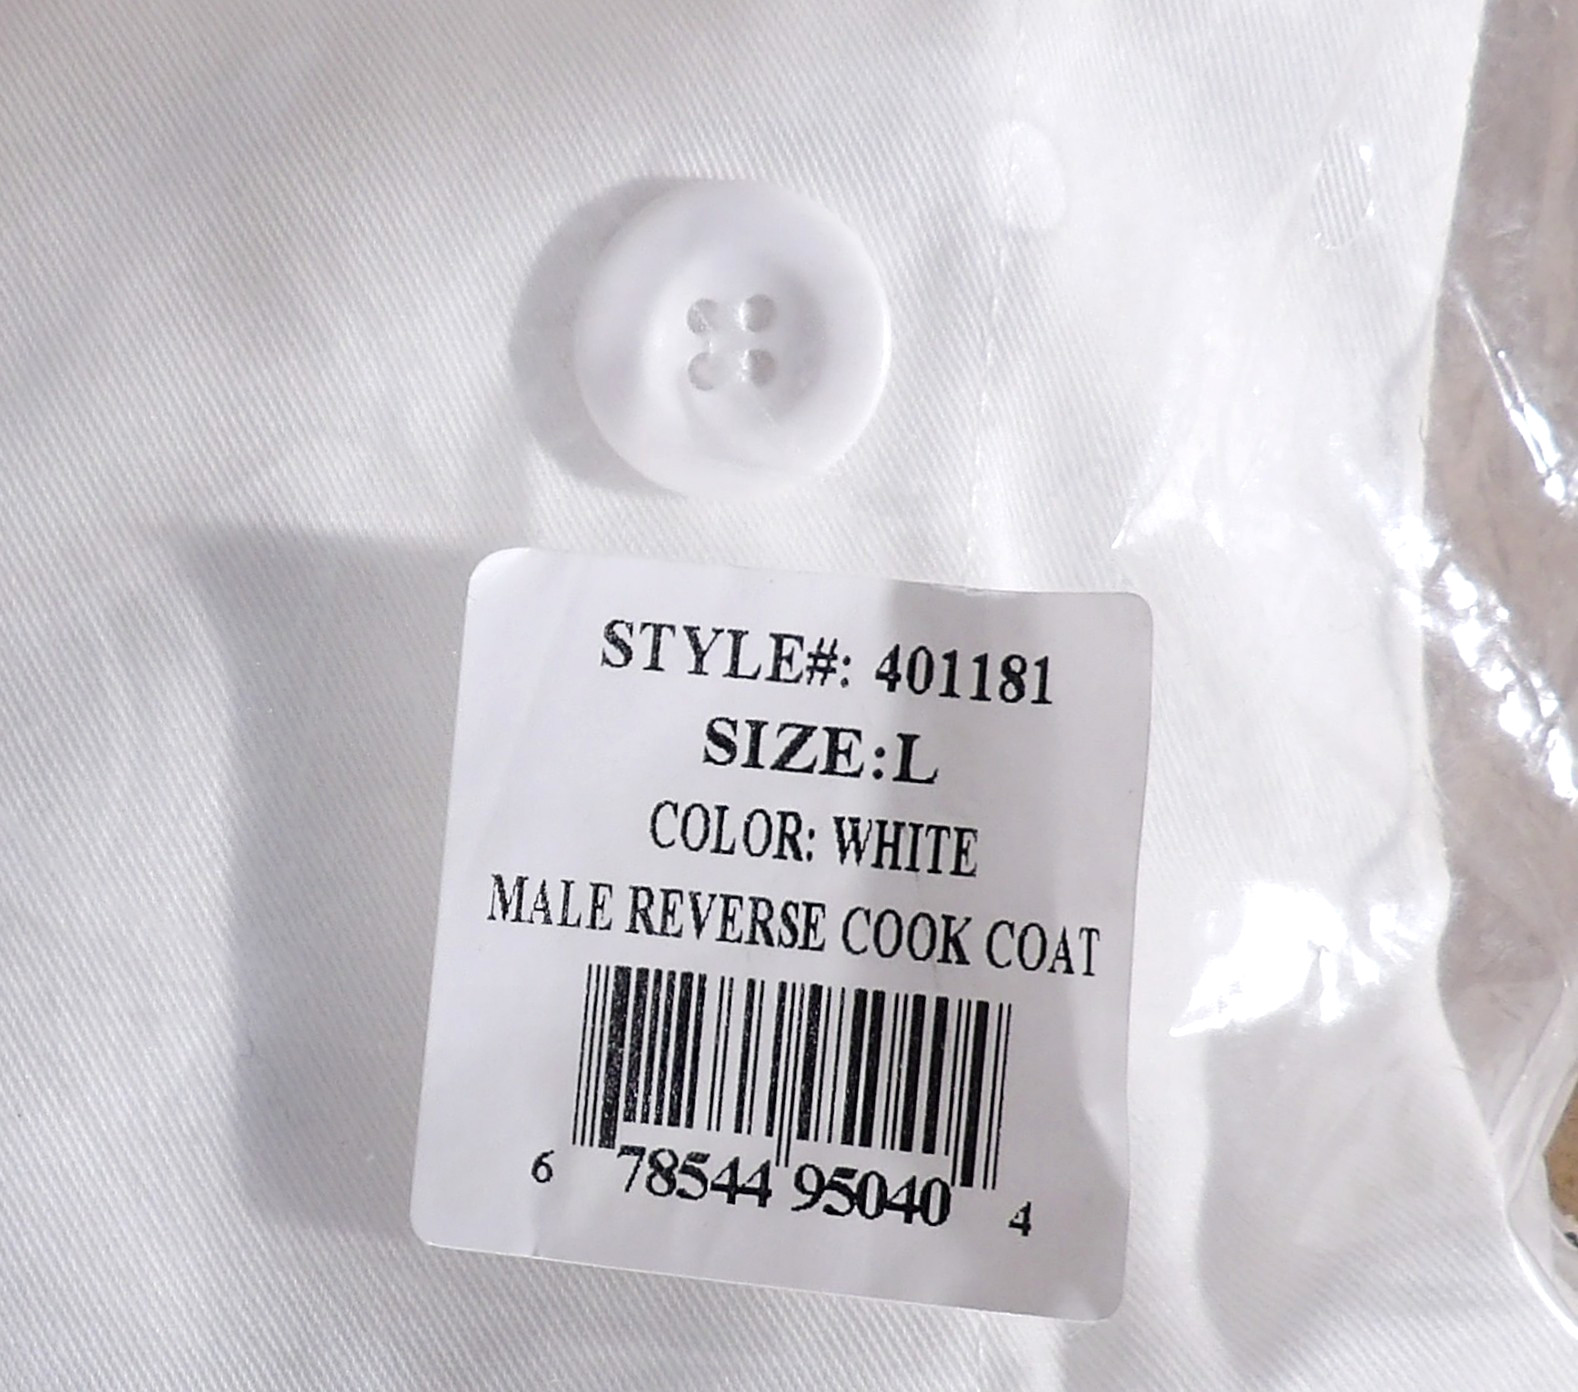 STYLE#: 401181
SIZE:L
COLOR: WHITE
MALE REVERSE COOK COAT
6 78544 95040 4